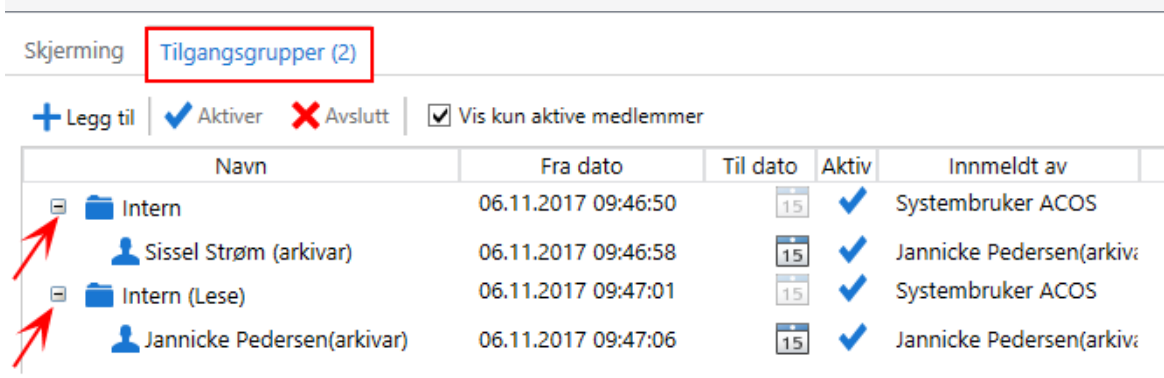 Skjerming Tilgangsgrupper (2)
Legg til Aktiver Avslutt Vis kun aktive medlemmer
Navn Fra dato Til dato Aktiv Innmeldt av
Intern 06.11.2017 09:46:50 15 Systembruker ACOS
Sissel Strøm (arkivar) 06.11.2017 09:46:58 15 Jannicke Pedersen(arkiva
Intern (Lese) 06.11.2017 09:47:01 15 Systembruker ACOS
Jannicke Pedersen(arkivar) 06.11.2017 09:47:06 15 Jannicke Pedersen(arkiva